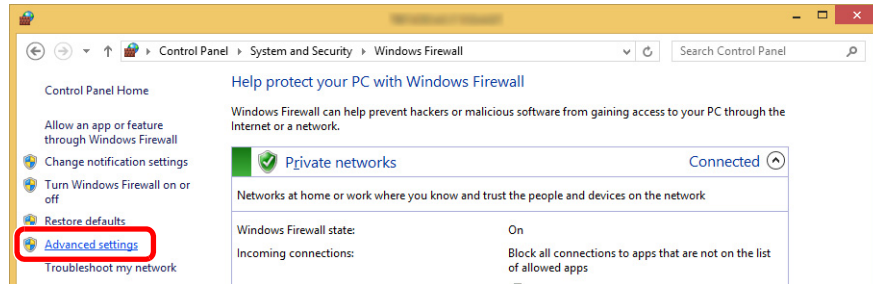 Control Panel ▸ System and Security ▸ Windows Firewall
Search Control Panel
Control Panel Home
Allow an app or feature
through Windows Firewall
Change notification settings
Turn Windows Firewall on or
off
Restore defaults
Advanced settings
Troubleshoot my network
Help protect your PC with Windows Firewall
Windows Firewall can help prevent hackers or malicious software from gaining access to your PC through the
Internet or a network.
Private networks
Connected
Networks at home or work where you know and trust the people and devices on the network
Windows Firewall state:
On
Incoming connections:
Block all connections to apps that are not on the list
of allowed apps